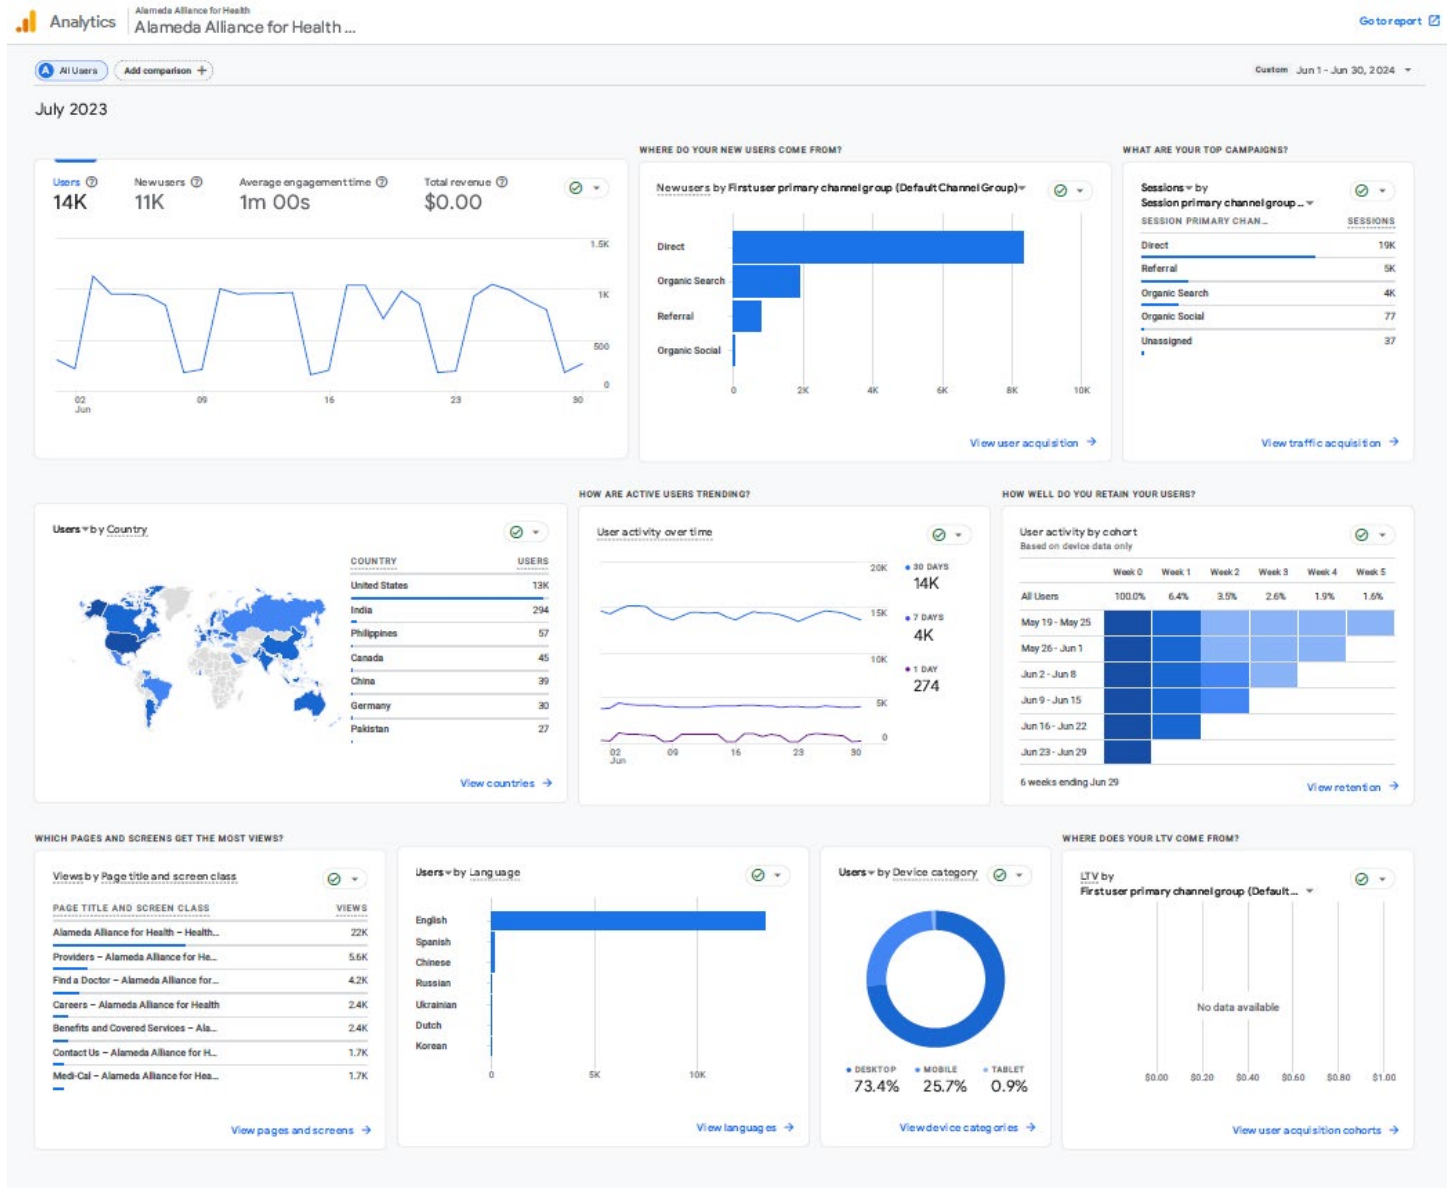 Analytics
Alameda Alliance for Health
Alameda Alliance for Health ...
Go to report
A All Users
Add comparison +
Custom Jun 1 - Jun 30, 2024
July 2023
Users
14K
New users
11K
Average engagement time
1m 00s
Total revenue
$0.00
1.5K
1K
500
0
02
Jun
09
16
23
30
WHERE DO YOUR NEW USERS COME FROM?
New users by First user primary channel group (Default Channel Group)
Direct
Organic Search
Referral
Organic Social
0 2K 4K 6K 8K 10K
View user acquisition
WHAT ARE YOUR TOP CAMPAIGNS?
Sessions by
Session primary channel group ...
SESSION PRIMARY CHAN... SESSIONS
Direct 19K
Referral 5K
Organic Search 4K
Organic Social 77
Unassigned 37
View traffic acquisition
Users by Country
COUNTRY USERS
United States 13K
India 294
Philippines 57
Canada 45
China 39
Germany 30
Pakistan 27
View countries
HOW ARE ACTIVE USERS TRENDING?
User activity over time
20K
15K
10K
5K
0
02
Jun
09
16
23
30
30 DAYS
14K
7 DAYS
4K
1 DAY
274
HOW WELL DO YOU RETAIN YOUR USERS?
User activity by cohort
Based on device data only
Week 0 Week 1 Week 2 Week 3 Week 4 Week 5
All Users 100.0% 6.4% 3.5% 2.6% 1.9% 1.6%
May 19 - May 25
May 26 - Jun 1
Jun 2 - Jun 8
Jun 9 - Jun 15
Jun 16 - Jun 22
Jun 23 - Jun 29
6 weeks ending Jun 29
View retention
WHICH PAGES AND SCREENS GET THE MOST VIEWS?
Views by Page title and screen class
PAGE TITLE AND SCREEN CLASS VIEWS
Alameda Alliance for Health – Health... 22K
Providers – Alameda Alliance for He... 5.6K
Find a Doctor – Alameda Alliance for... 4.2K
Careers – Alameda Alliance for Health 2.4K
Benefits and Covered Services – Ala... 2.4K
Contact Us – Alameda Alliance for H... 1.7K
Medi-Cal – Alameda Alliance for Hea... 1.7K
View pages and screens
Users by Language
English
Spanish
Chinese
Russian
Ukrainian
Dutch
Korean
0 5K 10K
View languages
Users by Device category
DESKTOP
73.4%
MOBILE
25.7%
TABLET
0.9%
View device categories
WHERE DOES YOUR LTV COME FROM?
LTV by
First user primary channel group (Default ...
No data available
$0.00 $0.20 $0.40 $0.60 $0.80 $1.00
View user acquisition cohorts